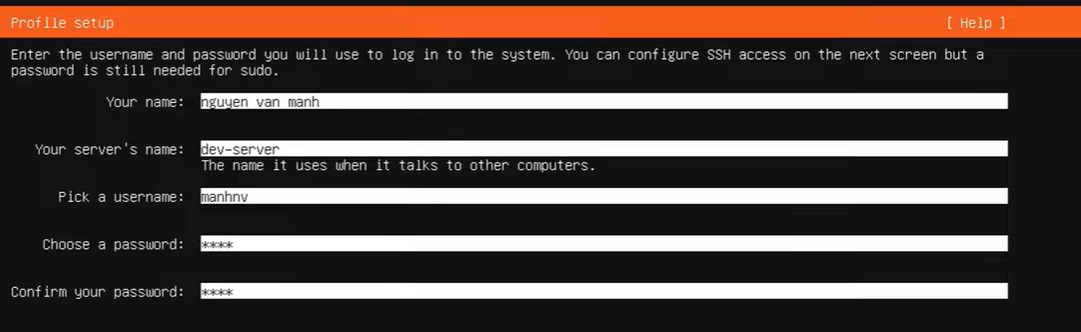 Profile setup [ Help ]
Enter the username and password you will use to log in to the system. You can configure SSH access on the next screen but a
password is still needed for sudo.
Your name: nguyen van manh
Your server's name: dev-server
The name it uses when it talks to other computers.
Pick a username: manhnv
Choose a password: ****
Confirm your password: ****